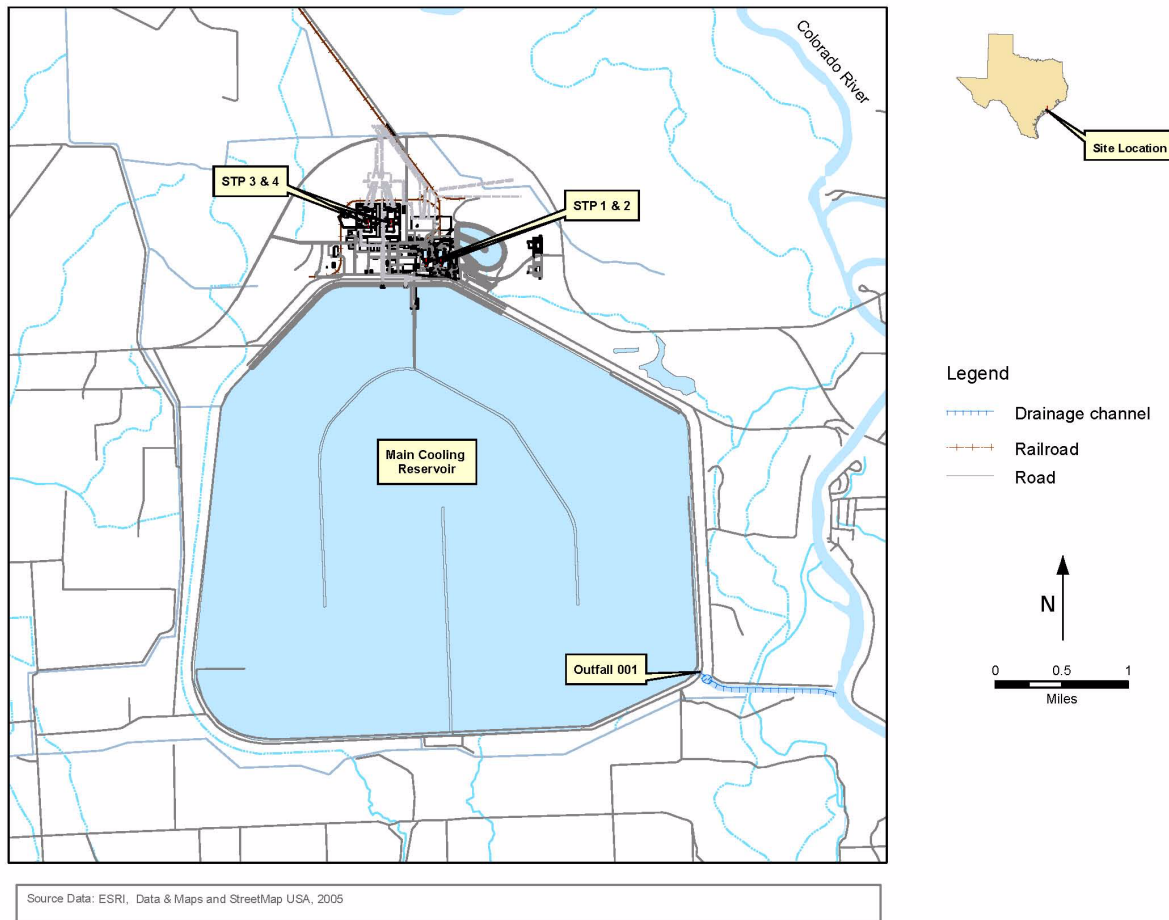 Colorado River
STP 3 & 4
STP 1 & 2
Main Cooling
Reservoir
Outfall 001
Site Location
Legend
Drainage channel
Railroad
Road
N
0 0.5 1
Miles
Source Data: ESRI, Data & Maps and StreetMap USA, 2005